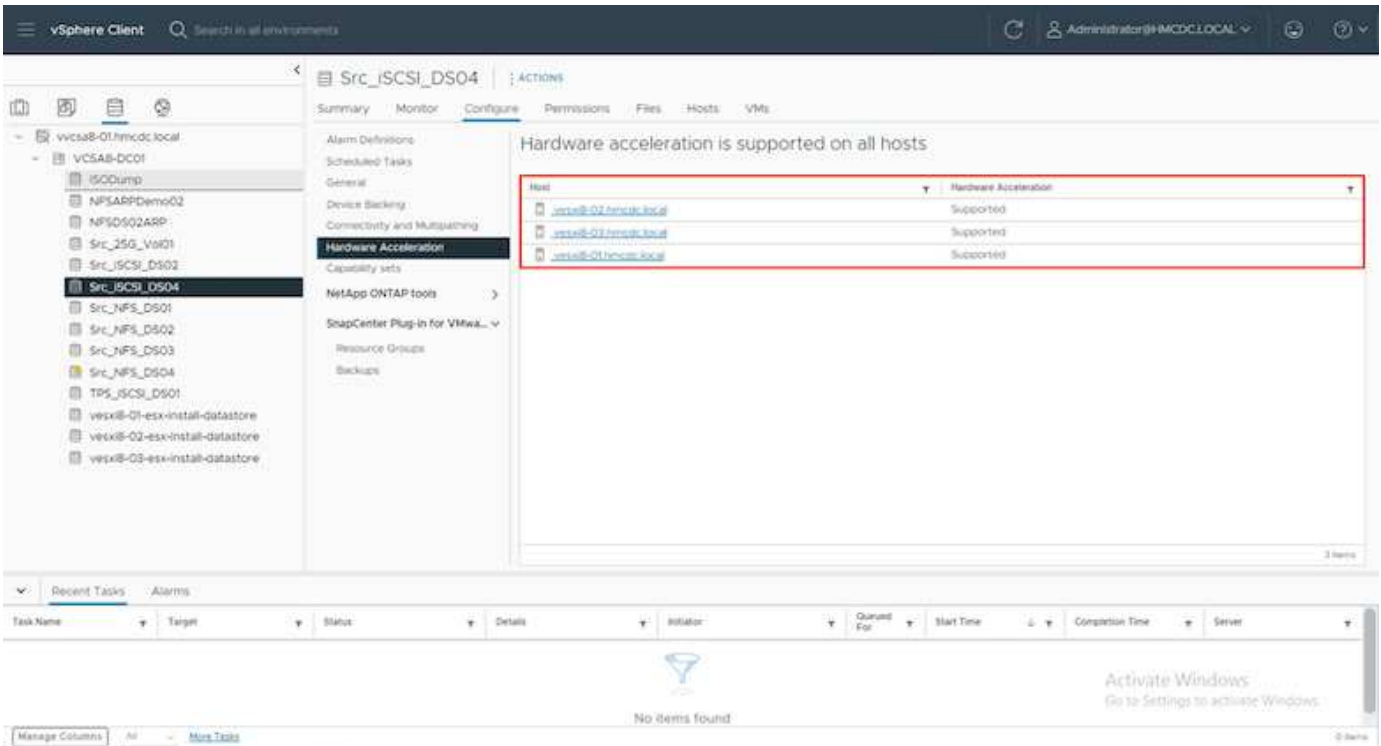 vSphere Client
Search in all environments
Administrator@HMCDC.LOCAL
vvcsa8-01.hmcdc.local
VCSA8-DC01
ISODump
NFSARPDemo02
NFSDS02ARP
Src_25G_Vol01
Src_iSCSI_DS02
Src_iSCSI_DS04
Src_NFS_DS01
Src_NFS_DS02
Src_NFS_DS03
Src_NFS_DS04
TPS_iSCSI_DS01
vesxi8-01-esx-install-datastore
vesxi8-02-esx-install-datastore
vesxi8-03-esx-install-datastore
Src_iSCSI_DS04
ACTIONS
Summary Monitor Configure Permissions Files Hosts VMs
Alarm Definitions
Scheduled Tasks
General
Device Backing
Connectivity and Multipathing
Hardware Acceleration
Capability sets
NetApp ONTAP tools
SnapCenter Plug-in for VMwa...
Resource Groups
Backups
Hardware acceleration is supported on all hosts
Host Hardware Acceleration
vesxi8-02.hmcdc.local Supported
vesxi8-03.hmcdc.local Supported
vesxi8-01.hmcdc.local Supported
3 items
Recent Tasks Alarms
Task Name Target Status Details Initiator Queued For Start Time Completion Time Server
No items found
Activate Windows
Go to Settings to activate Windows.
Manage Columns All More Tasks
0 items